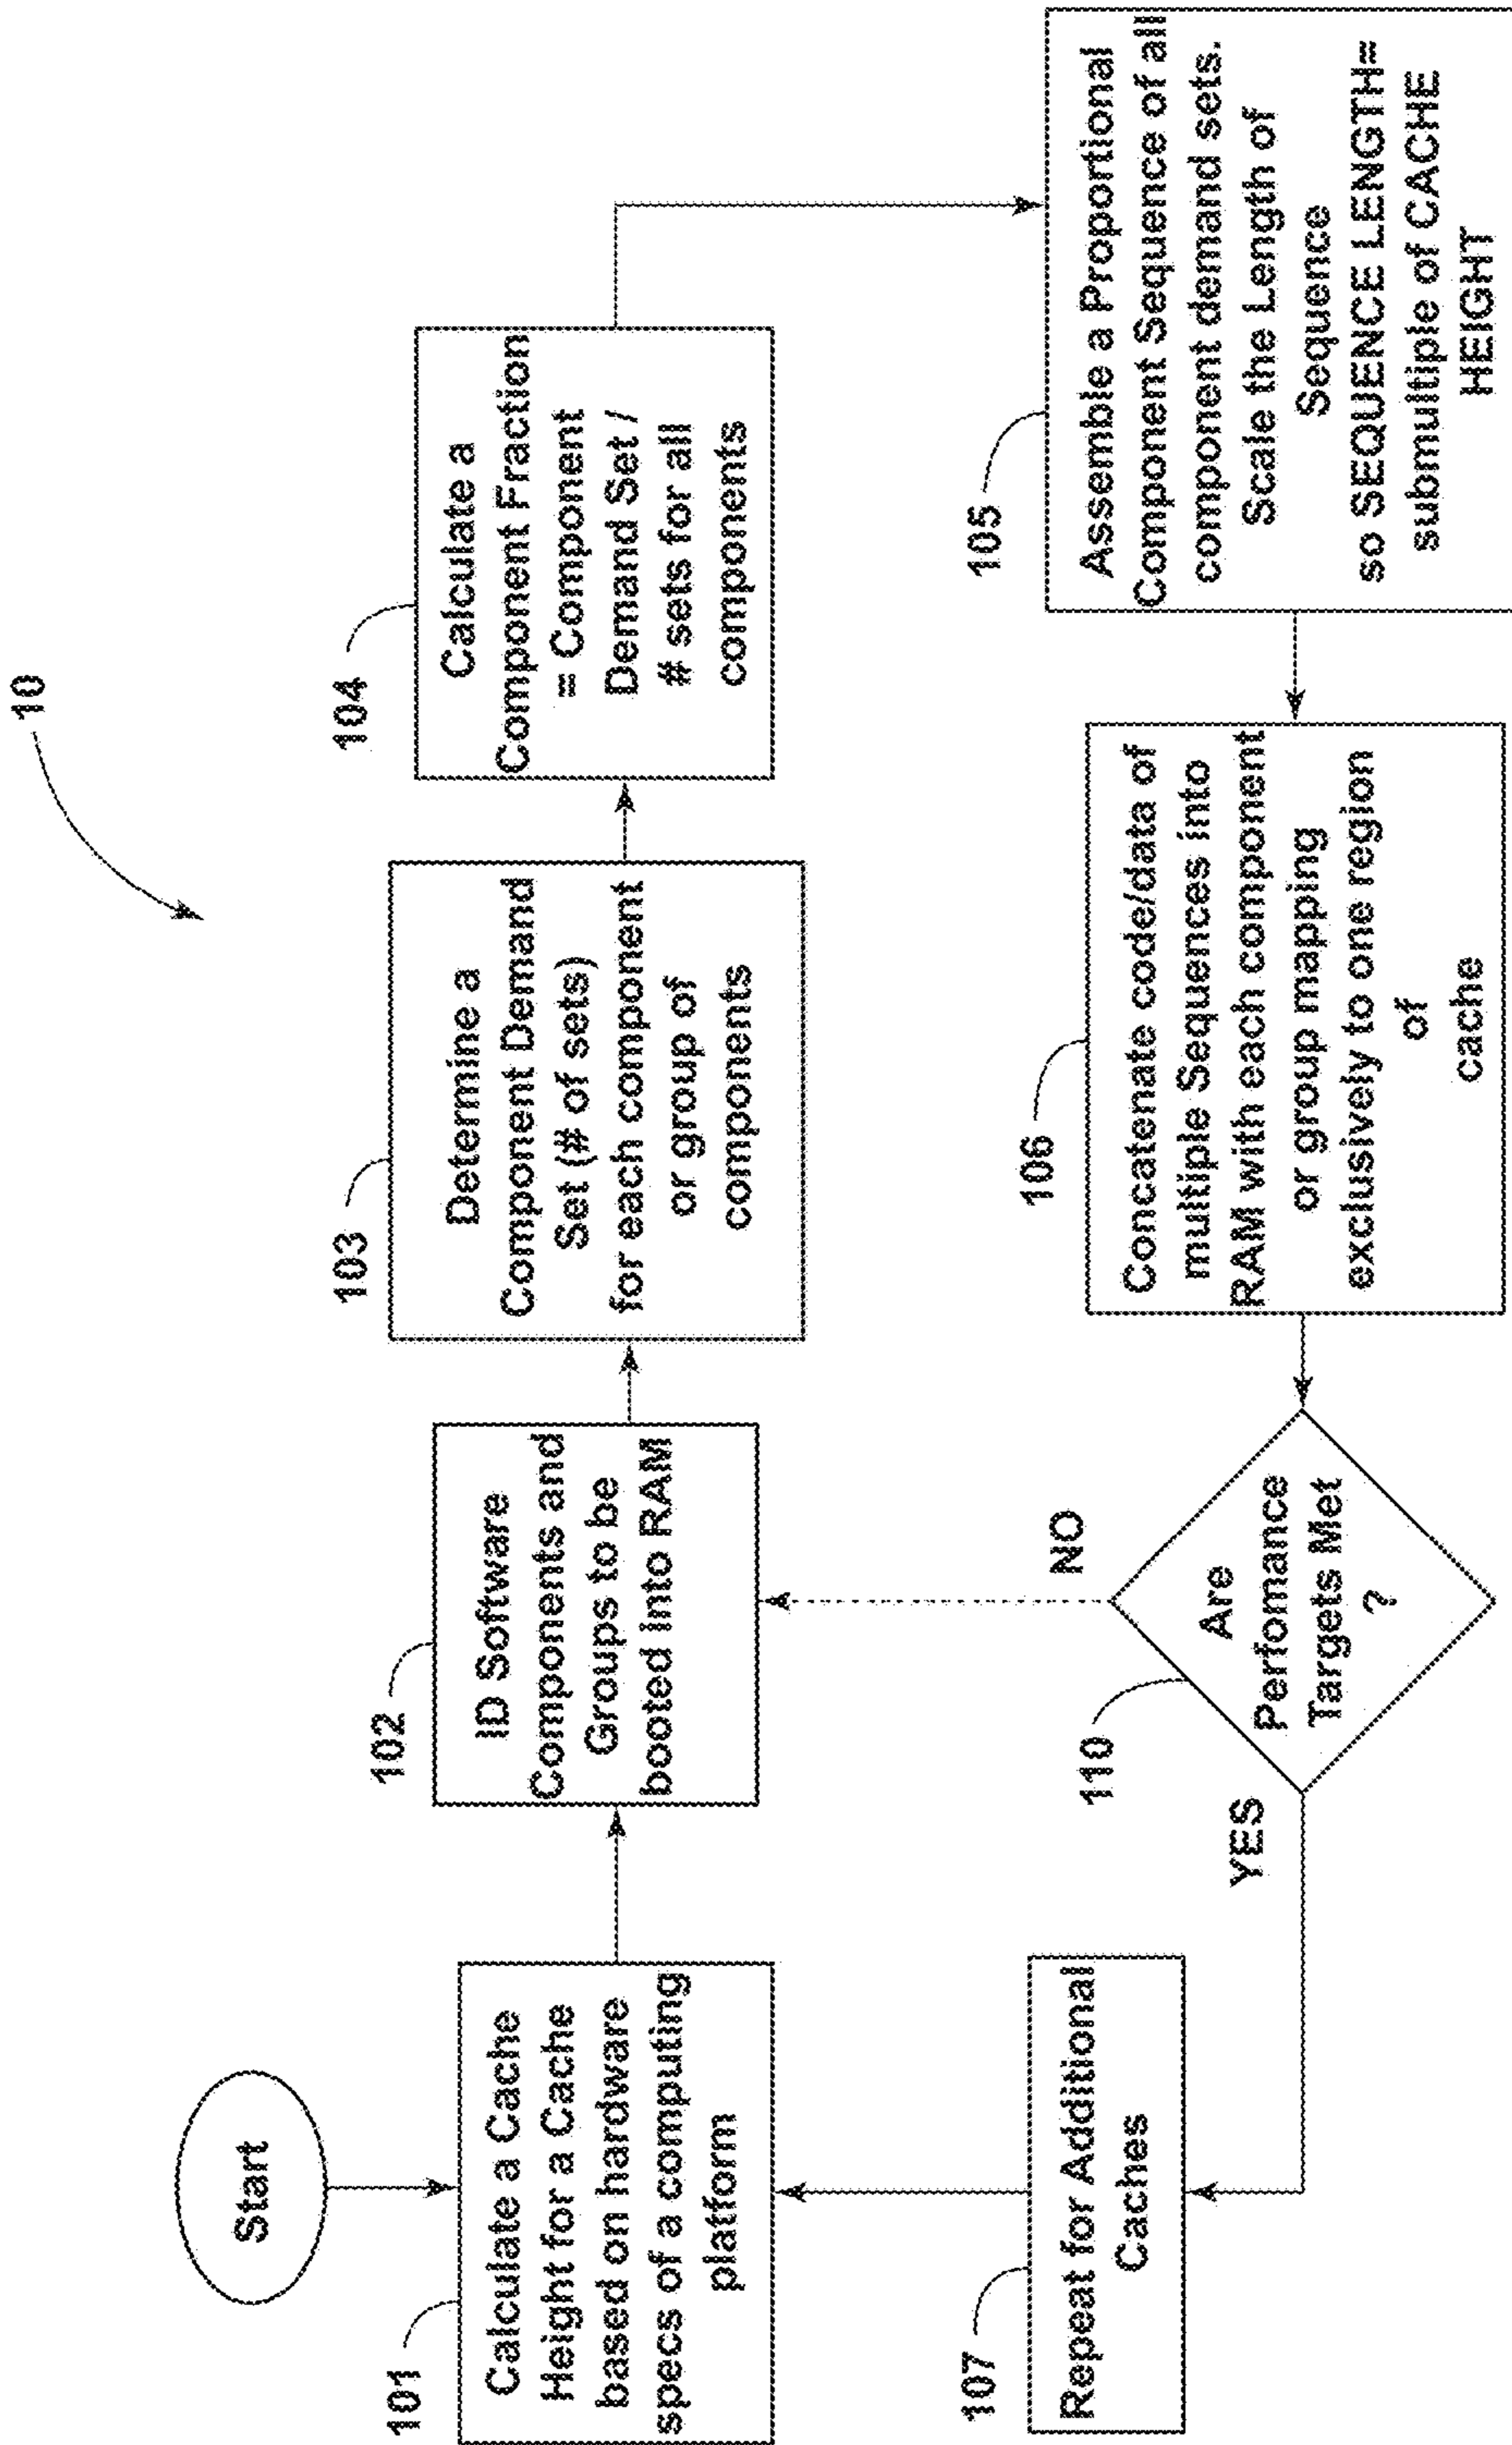 10
Start
101
Calculate a Cache
Height for a Cache
based on hardware
specs of a computing
platform
102
ID Software
Components and
Groups to be
booted into RAM
103
Determine a
Component Demand
Set (# of sets)
for each component
or group of
components
104
Calculate a
Component Fraction
= Component
Demand Set /
# sets for all
components
105
Assemble a Proportional
Component Sequence of all
component demand sets.
Scale the Length of
Sequence
so SEQUENCE LENGTH=
submultiple of CACHE
HEIGHT
106
Concatenate code/data of
multiple Sequences into
RAM with each component
or group mapping
exclusively to one region
of
cache
110
Are
Perfomance
Targets Met
?
NO
YES
107
Repeat for Additional
Caches